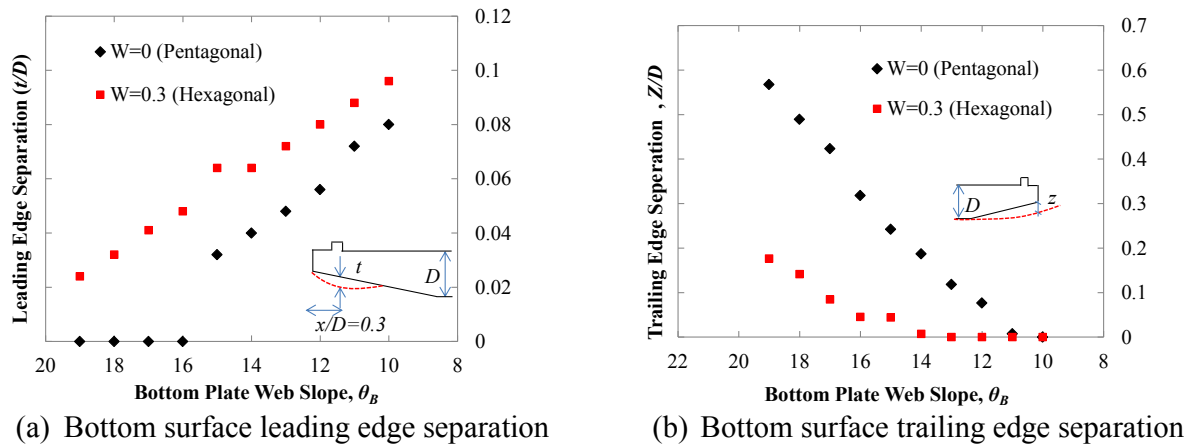 0.12
0.1
0.08
0.06
0.04
0.02
0
Leading Edge Separation (t/D)
W=0 (Pentagonal)
W=0.3 (Hexagonal)
t
D
x/D=0.3
20 18 16 14 12 10 8
Bottom Plate Web Slope, θB
(a) Bottom surface leading edge separation
0.7
0.6
0.5
0.4
0.3
0.2
0.1
0
Trailing Edge Seperation , Z/D
W=0 (Pentagonal)
W=0.3 (Hexagonal)
D
z
22 20 18 16 14 12 10 8
Bottom Plate Web Slope, θB
(b) Bottom surface trailing edge separation